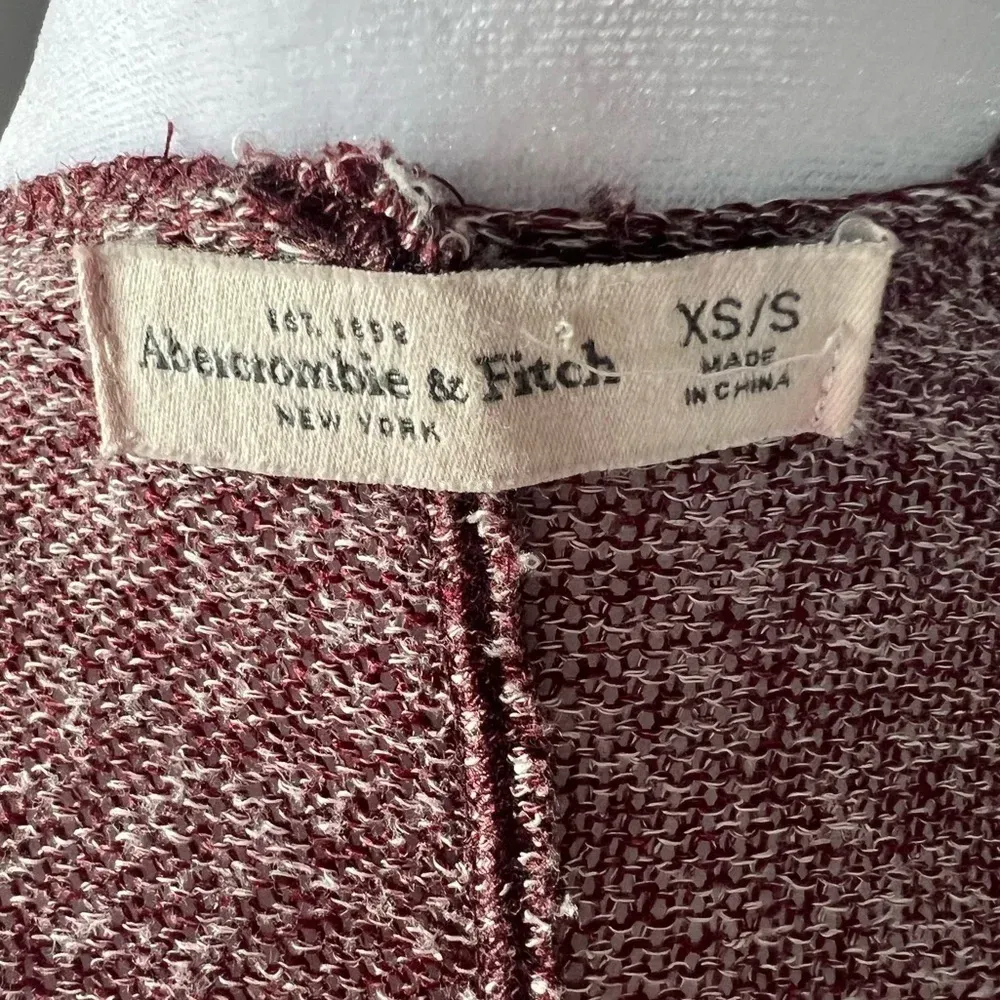 EST. 1892
Abercrombie & Fitch
NEW YORK
XS/S
MADE
IN CHINA